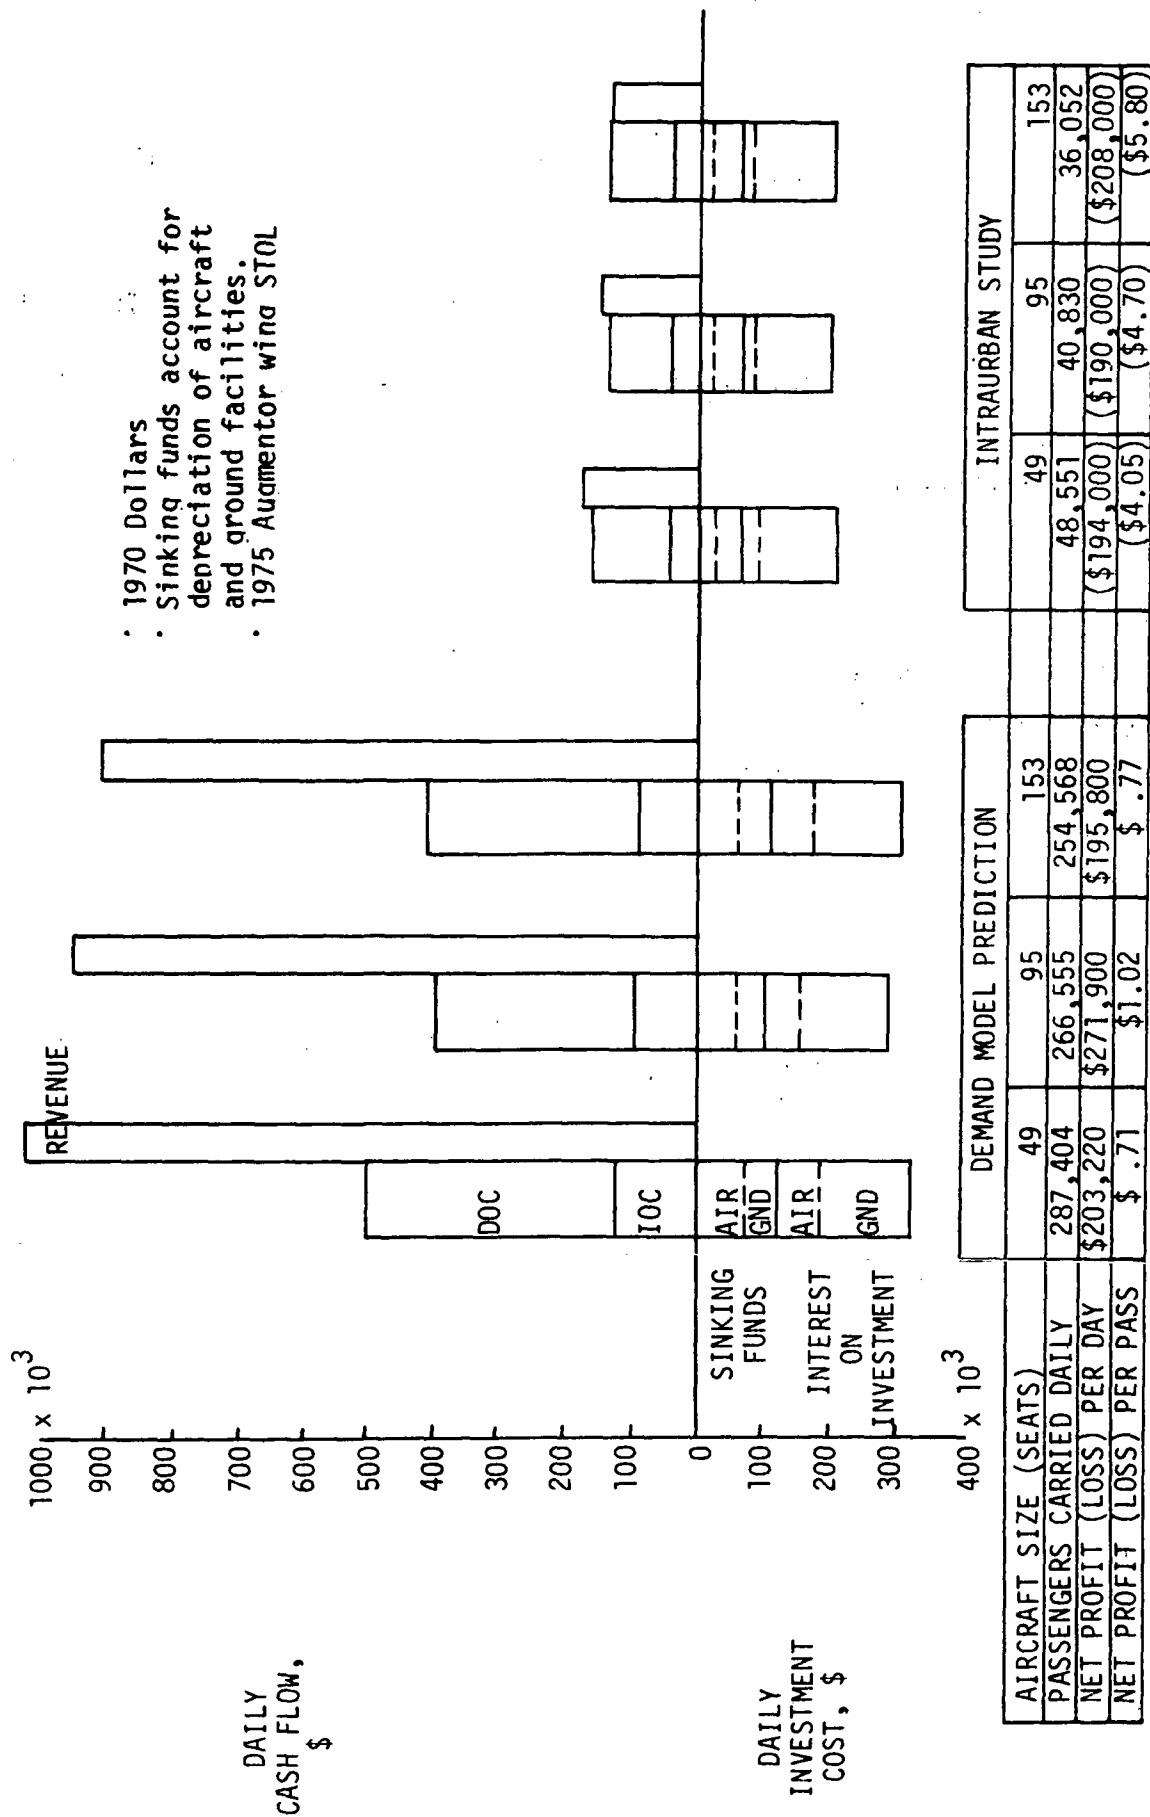 DAILY
CASH FLOW,
$
DAILY
INVESTMENT
COST, $
1000 x 10³
900
800
700
600
500
400
300
200
100
0
100
200
300
400 x 10³
SINKING
FUNDS
INTEREST
ON
INVESTMENT
REVENUE
DOC
IOC
AIR
GND
AIR
GND
· 1970 Dollars
· Sinking funds account for
depreciation of aircraft
and ground facilities.
· 1975 Augmentor wing STOL
DEMAND MODEL PREDICTION INTRAURBAN STUDY
AIRCRAFT SIZE (SEATS) 49 95 153 49 95 153
PASSENGERS CARRIED DAILY 287,404 266,555 254,568 48,551 40,830 36,052
NET PROFIT (LOSS) PER DAY $203,220 $271,900 $195,800 ($194,000) ($190,000) ($208,000)
NET PROFIT (LOSS) PER PASS $ .71 $1.02 $ .77 ($4.05) ($4.70) ($5.80)